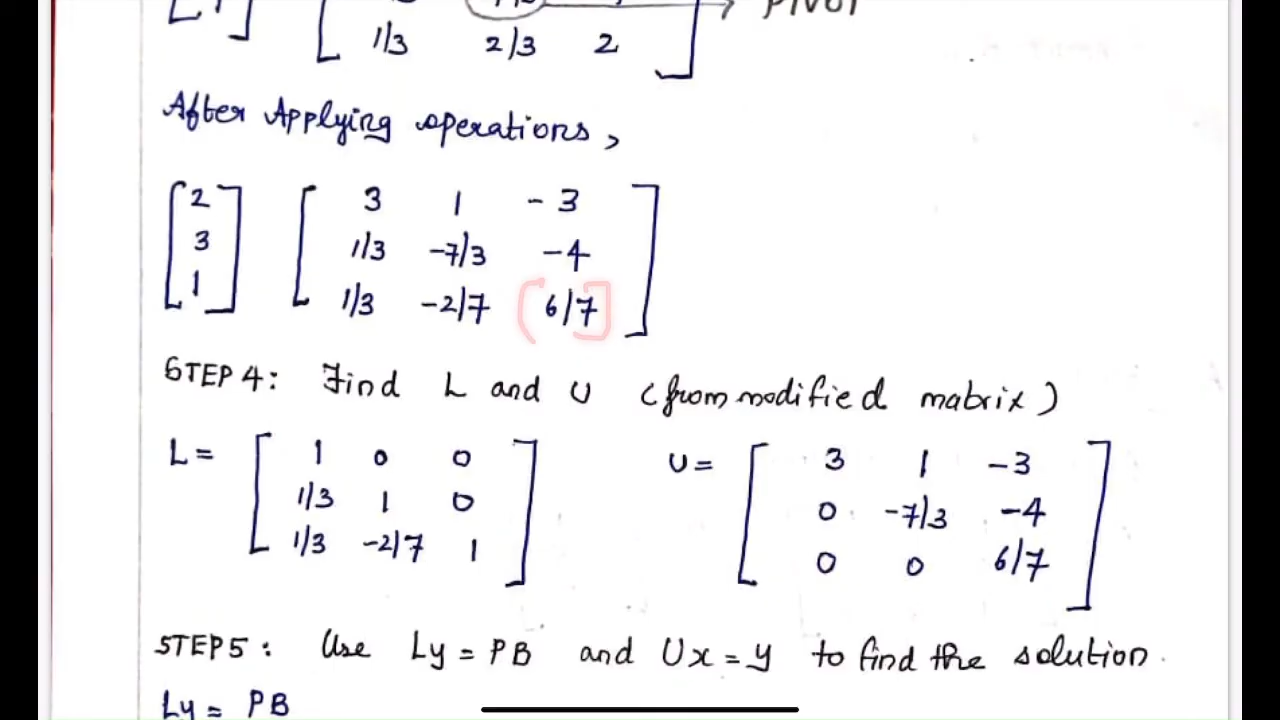 PIVOT
1/3 2/3 2
After Applying operations,
2 3 1 -3
3 1/3 -7/3 -4
1 1/3 -2/7 6/7
STEP 4: Find L and U (from modified matrix)
L = 1 0 0 U = 3 1 -3
1/3 1 0 0 -7/3 -4
1/3 -2/7 1 0 0 6/7
STEP 5: Use Ly = PB and Ux = y to find the solution.
Ly = PB